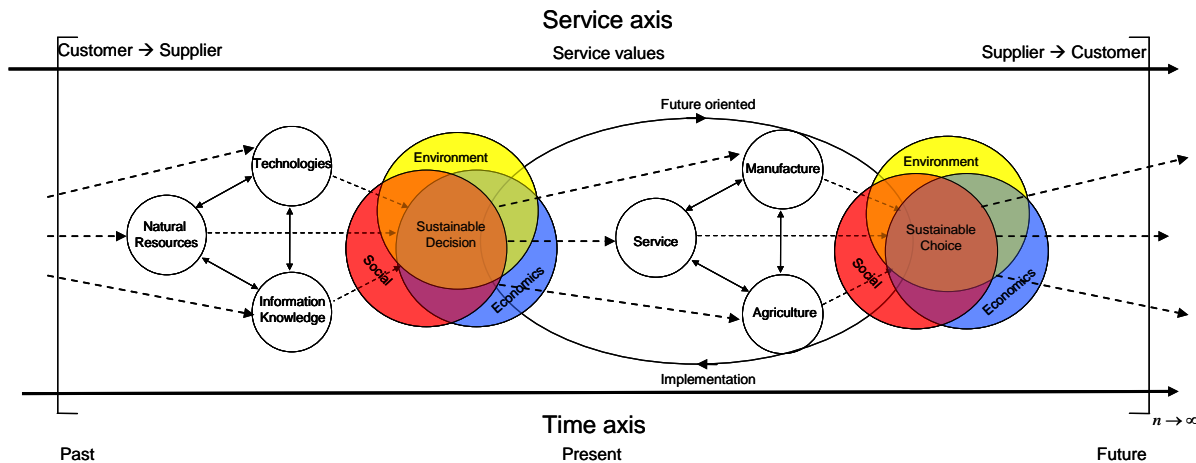 Service axis
Customer → Supplier
Service values
Supplier → Customer
Future oriented
Technologies
Environment
Manufacture
Environment
Natural
Resources
Sustainable
Decision
Service
Sustainable
Choice
Social
Economics
Social
Economics
Information
Knowledge
Agriculture
Implementation
Time axis
n → ∞
Past
Present
Future